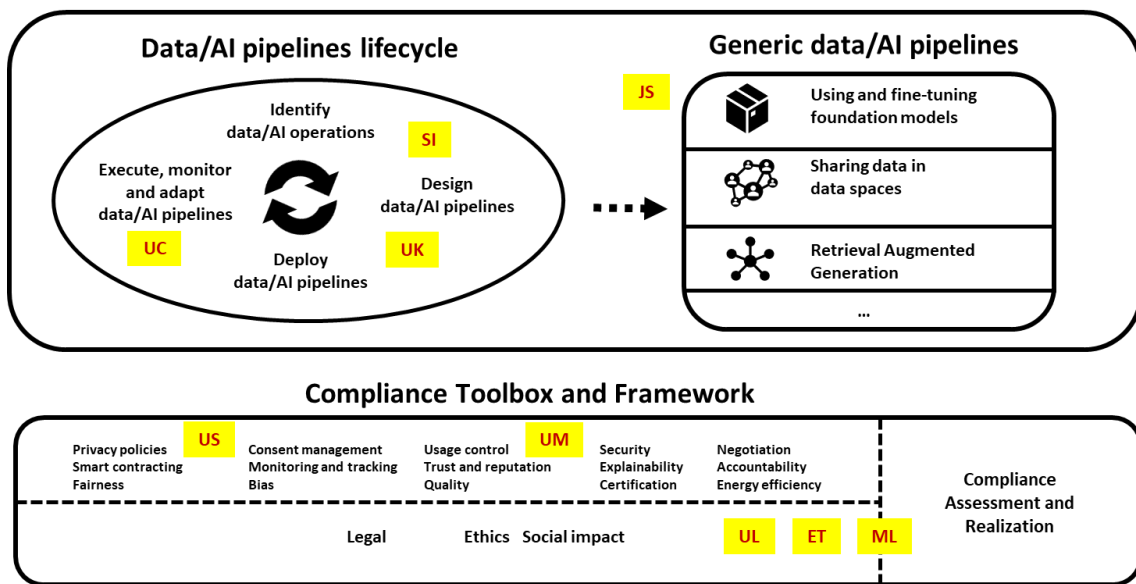 Data/AI pipelines lifecycle
Generic data/AI pipelines
Identify
data/AI operations
SI
Execute, monitor
and adapt
data/AI pipelines
UC
Design
data/AI pipelines
UK
Deploy
data/AI pipelines
JS
Using and fine-tuning
foundation models
Sharing data in
data spaces
Retrieval Augmented
Generation
...
Compliance Toolbox and Framework
US
UM
Privacy policies
Smart contracting
Fairness
Consent management
Monitoring and tracking
Bias
Usage control
Trust and reputation
Quality
Security
Explainability
Certification
Negotiation
Accountability
Energy efficiency
Legal
Ethics
Social impact
UL
ET
ML
Compliance
Assessment and
Realization